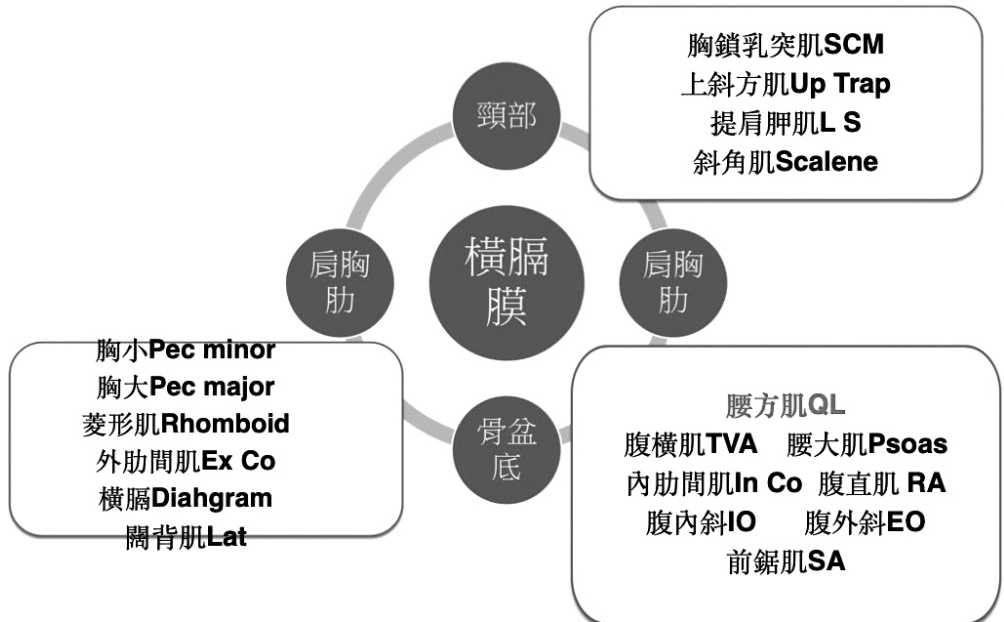 胸鎖乳突肌SCM
上斜方肌Up Trap
提肩胛肌L S
斜角肌Scalene
頸部
橫膈
膜
肩胸
肋
肩胸
肋
骨盆
底
胸小Pec minor
胸大Pec major
菱形肌Rhomboid
外肋間肌Ex Co
橫膈Diahgram
闊背肌Lat
腰方肌QL
腹橫肌TVA 腰大肌Psoas
內肋間肌In Co 腹直肌 RA
腹內斜IO 腹外斜EO
前鋸肌SA